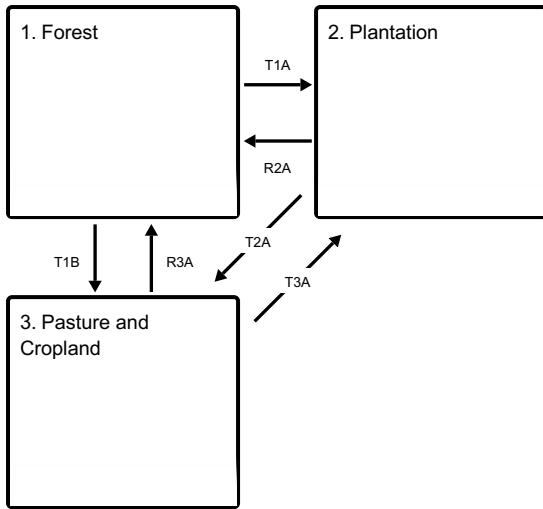 1. Forest
2. Plantation
T1A
R2A
T2A
T1B
R3A
T3A
3. Pasture and
Cropland